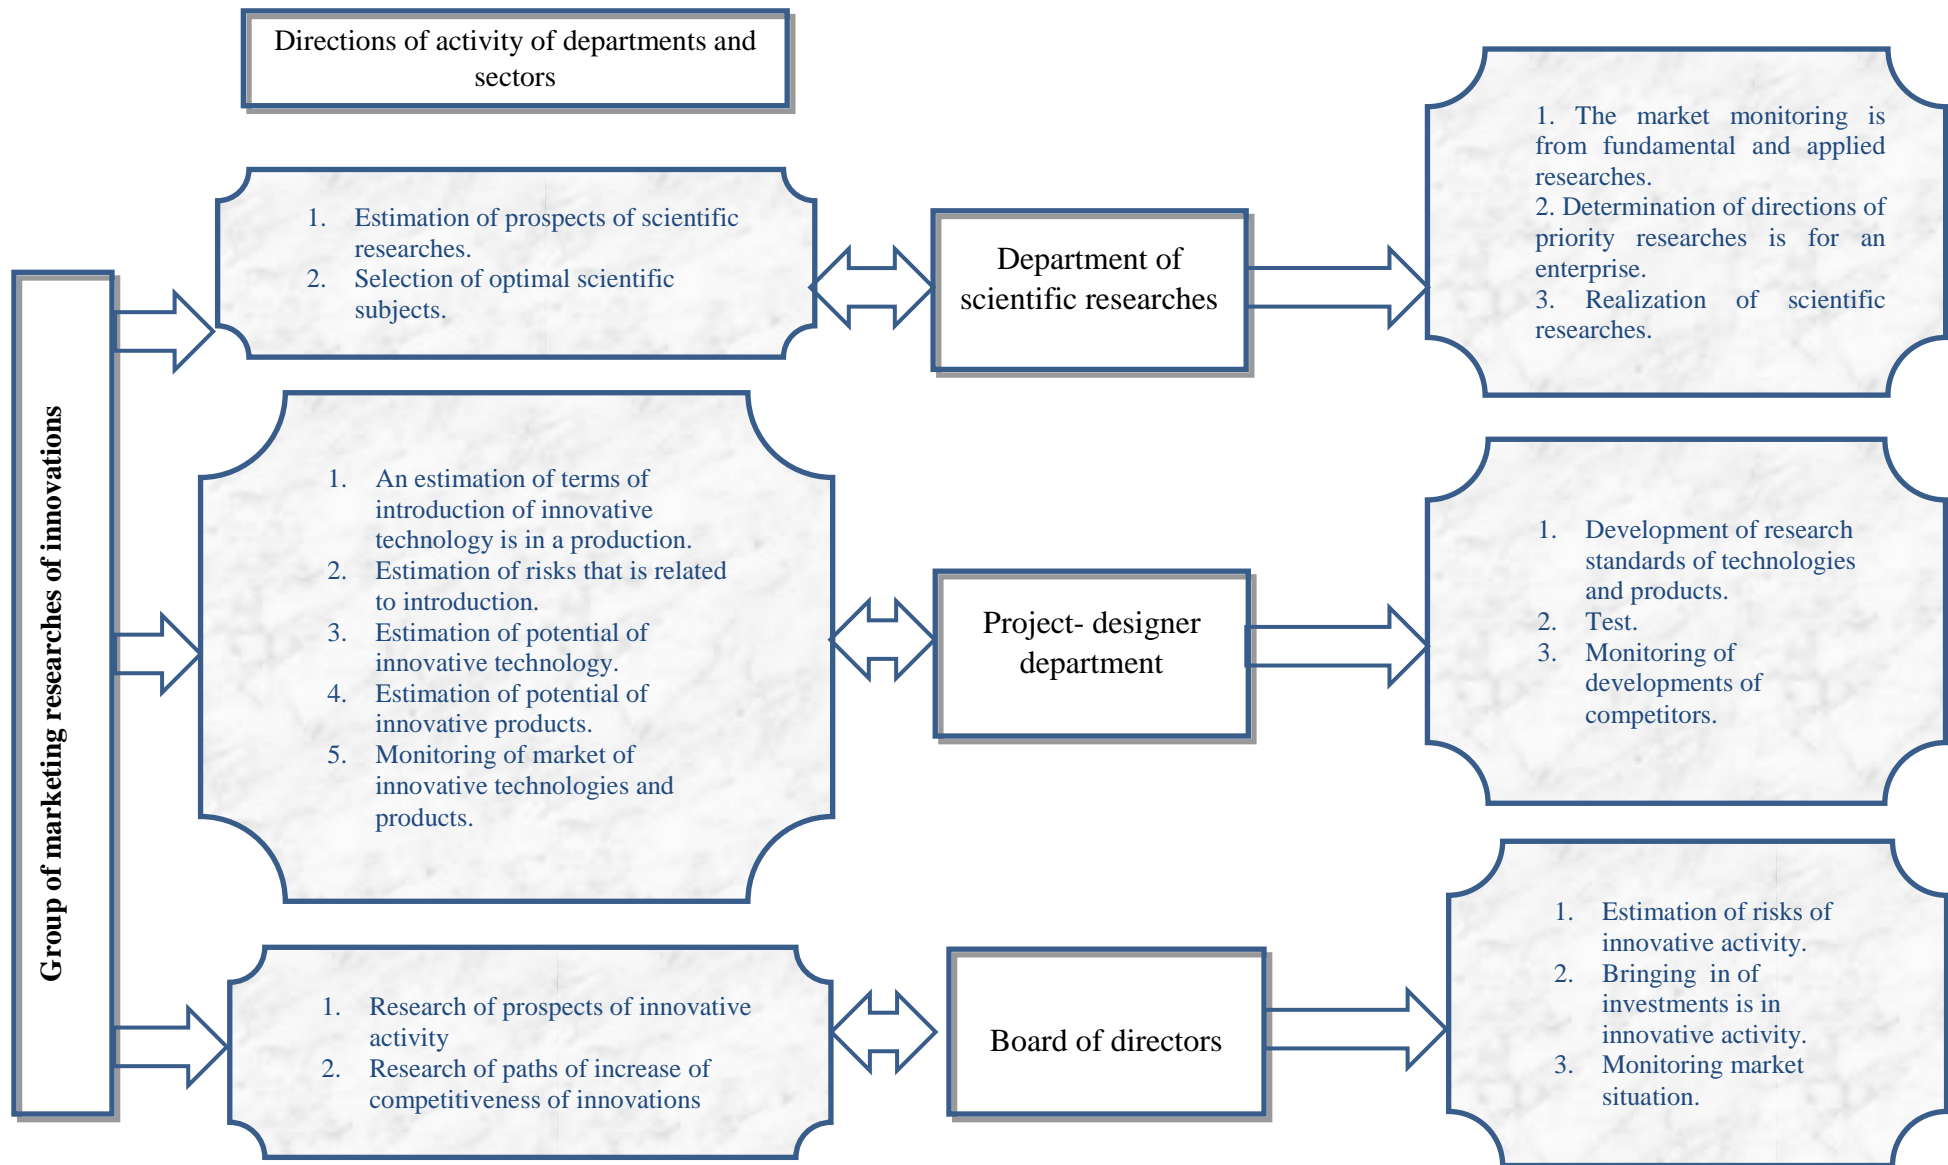 Directions of activity of departments and
sectors
Group of marketing researches of innovations
1. Estimation of prospects of scientific
researches.
2. Selection of optimal scientific
subjects.
Department of
scientific researches
1. The market monitoring is
from fundamental and applied
researches.
2. Determination of directions of
priority researches is for an
enterprise.
3. Realization of scientific
researches.
1. An estimation of terms of
introduction of innovative
technology is in a production.
2. Estimation of risks that is related
to introduction.
3. Estimation of potential of
innovative technology.
4. Estimation of potential of
innovative products.
5. Monitoring of market of
innovative technologies and
products.
Project- designer
department
1. Development of research
standards of technologies
and products.
2. Test.
3. Monitoring of
developments of
competitors.
1. Research of prospects of innovative
activity
2. Research of paths of increase of
competitiveness of innovations
Board of directors
1. Estimation of risks of
innovative activity.
2. Bringing in of
investments is in
innovative activity.
3. Monitoring market
situation.